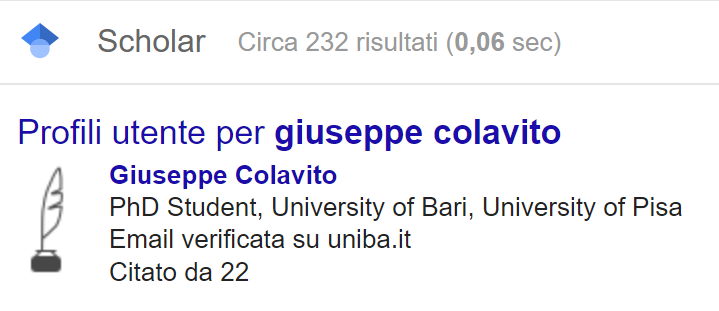 Scholar Circa 232 risultati (0,06 sec)
Profili utente per giuseppe colavito
Giuseppe Colavito
PhD Student, University of Bari, University of Pisa
Email verificata su uniba.it
Citato da 22